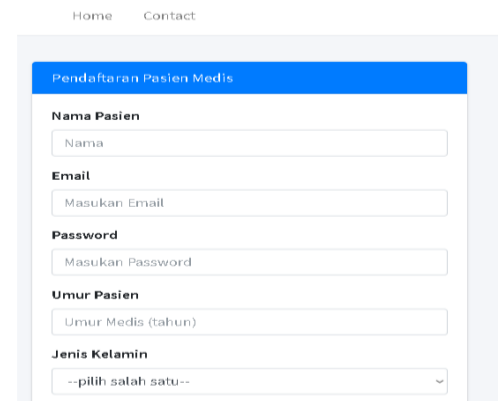 Home Contact
Pendaftaran Pasien Medis
Nama Pasien
Nama
Email
Masukan Email
Password
Masukan Password
Umur Pasien
Umur Medis (tahun)
Jenis Kelamin
--pilih salah satu--